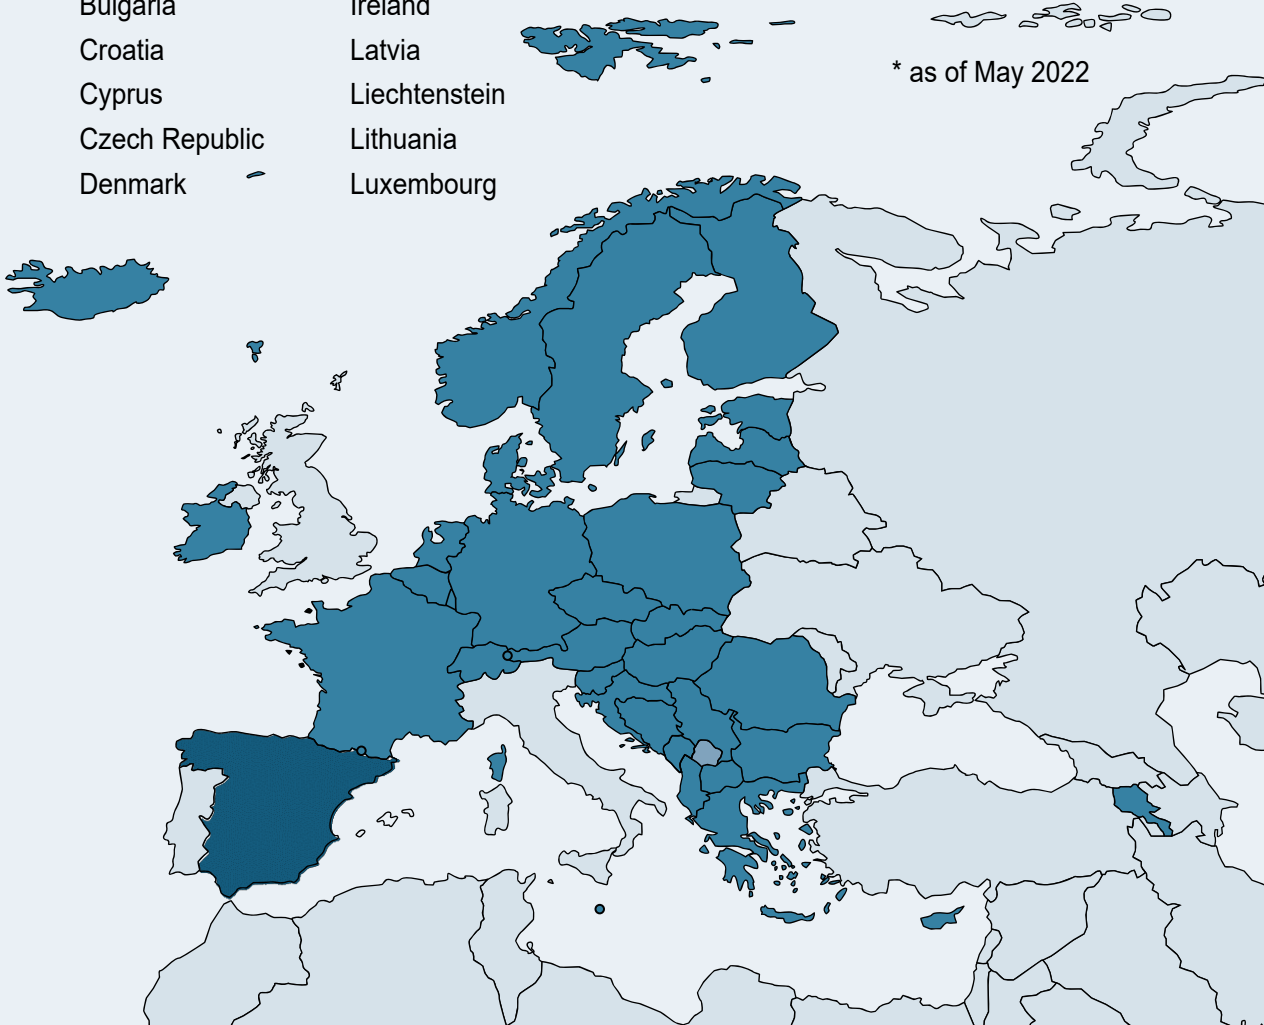 Bulgaria
Croatia
Cyprus
Czech Republic
Denmark
Ireland
Latvia
Liechtenstein
Lithuania
Luxembourg
* as of May 2022